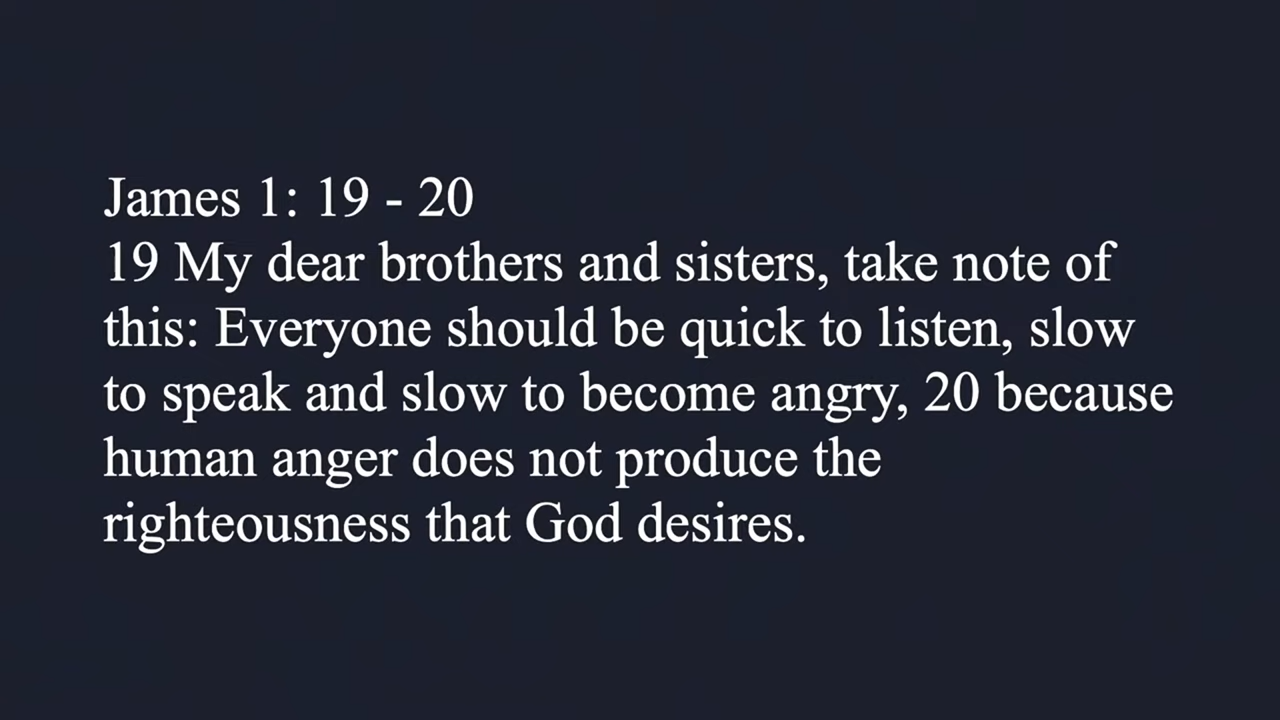 James 1: 19 - 20
19 My dear brothers and sisters, take note of
this: Everyone should be quick to listen, slow
to speak and slow to become angry, 20 because
human anger does not produce the
righteousness that God desires.